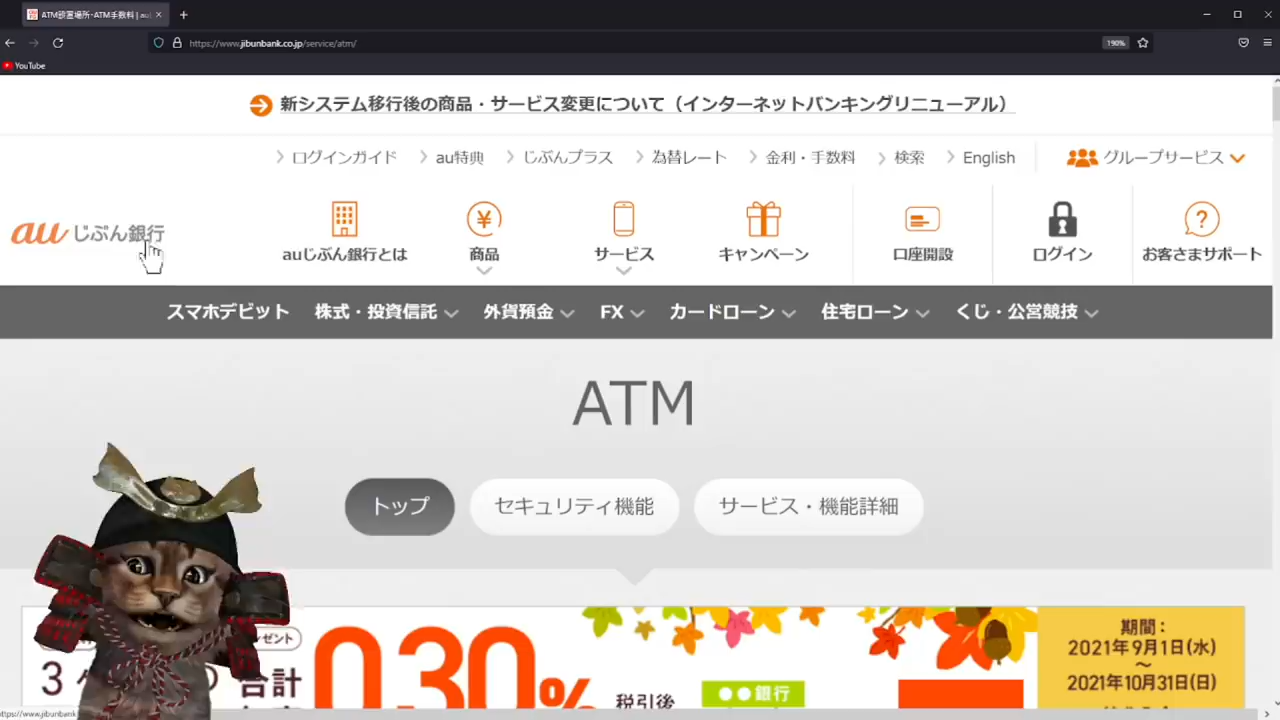 ATM設置場所・ATM手数料 | au
https://www.jibunbank.co.jp/service/atm/
190%
YouTube
新システム移行後の商品・サービス変更について（インターネットバンキングリニューアル）
ログインガイド au特典 じぶんプラス 為替レート 金利・手数料 検索 English グループサービス
au じぶん銀行
auじぶん銀行とは 商品 サービス キャンペーン 口座開設 ログイン お客さまサポート
スマホデビット 株式・投資信託 外貨預金 FX カードローン 住宅ローン くじ・公営競技
ATM
トップ セキュリティ機能 サービス・機能詳細
ゼント
3 合計
0.30%
税引後
●●銀行
期間：
2021年9月1日(水)
～
2021年10月31日(日)
https://www.jibunbank